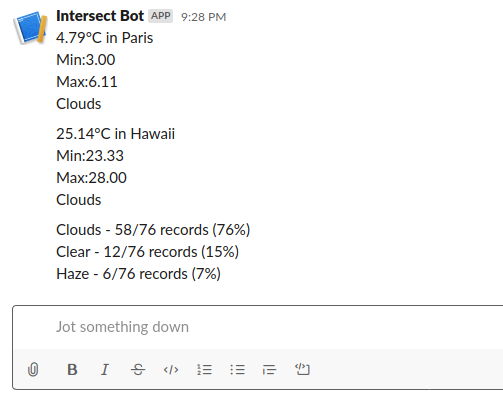 Intersect Bot APP 9:28 PM
4.79°C in Paris
Min:3.00
Max:6.11
Clouds
25.14°C in Hawaii
Min:23.33
Max:28.00
Clouds
Clouds - 58/76 records (76%)
Clear - 12/76 records (15%)
Haze - 6/76 records (7%)
Jot something down